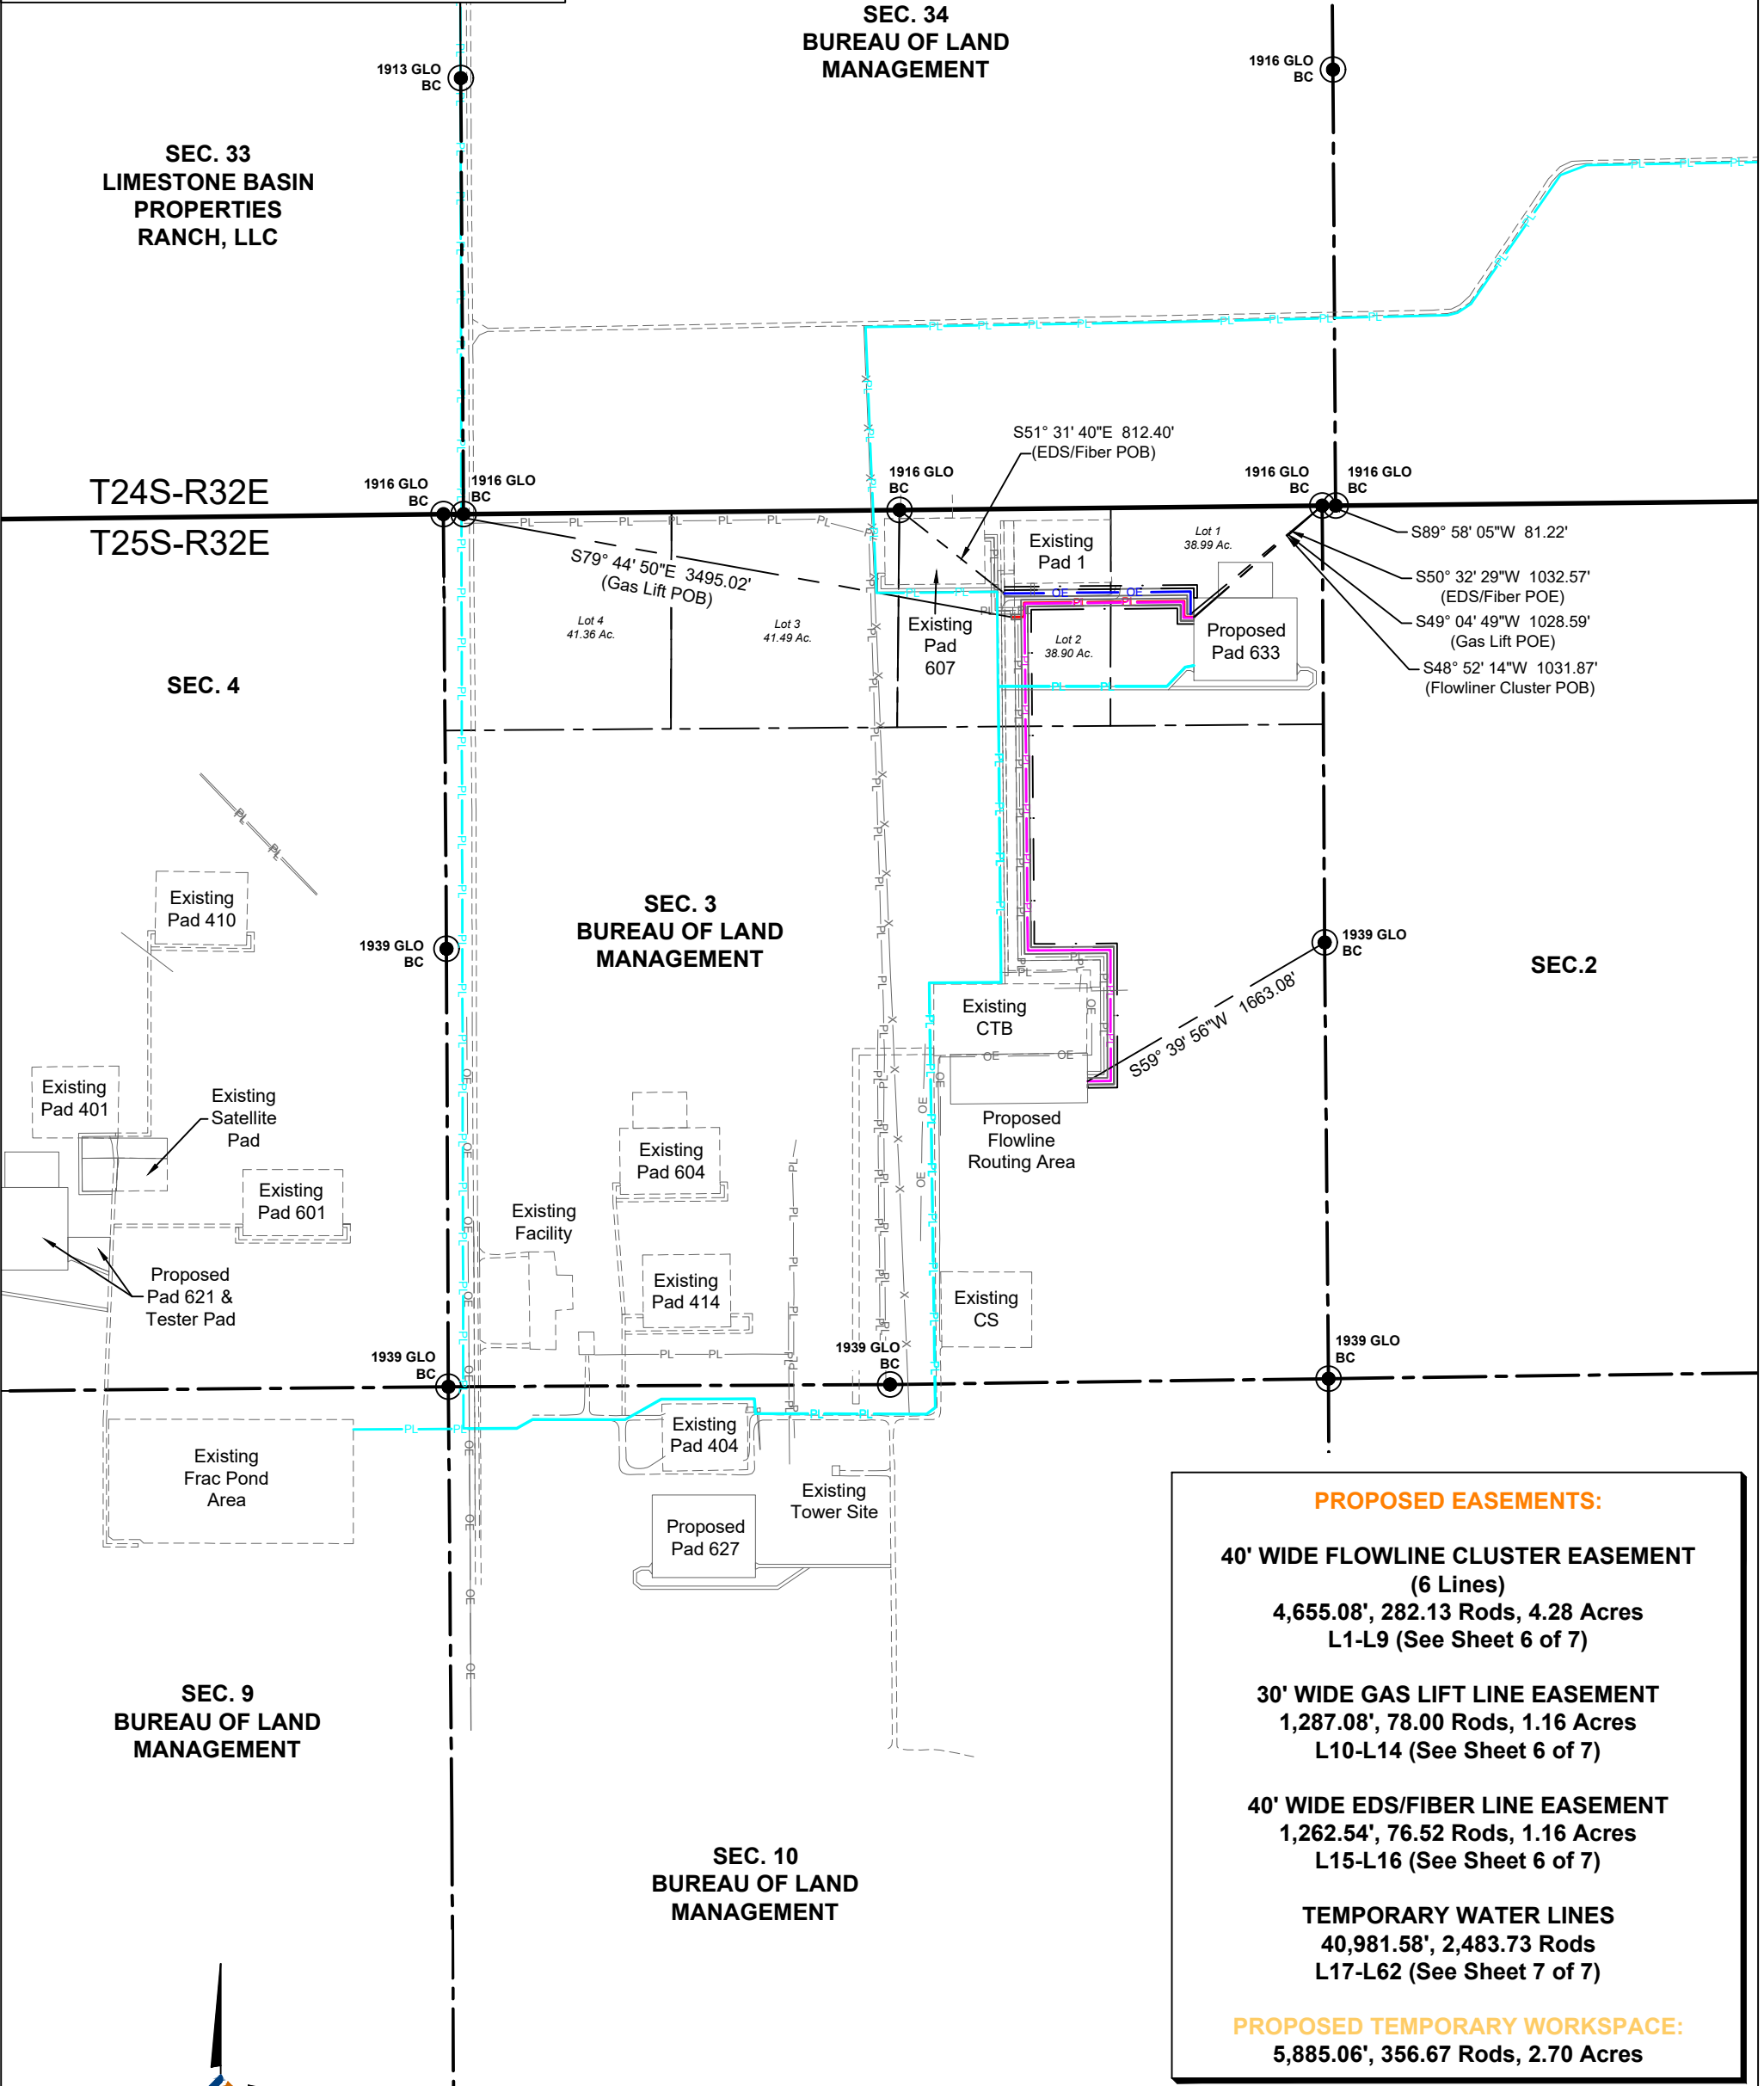 SEC. 34
BUREAU OF LAND
MANAGEMENT
1913 GLO
BC
1916 GLO
BC
SEC. 33
LIMESTONE BASIN
PROPERTIES
RANCH, LLC
S51° 31' 40"E  812.40'
(EDS/Fiber POB)
T24S-R32E
T25S-R32E
1916 GLO
BC
1916 GLO
BC
1916 GLO
BC
1916 GLO
BC
1916 GLO
BC
S89° 58' 05"W  81.22'
S50° 32' 29"W  1032.57'
(EDS/Fiber POE)
S49° 04' 49"W  1028.59'
(Gas Lift POE)
S48° 52' 14"W  1031.87'
(Flowliner Cluster POB)
S79° 44' 50"E  3495.02'
(Gas Lift POB)
Lot 4
41.36 Ac.
Lot 3
41.49 Ac.
Existing
Pad
607
Existing
Pad 1
Lot 2
38.90 Ac.
Lot 1
38.99 Ac.
Proposed
Pad 633
SEC. 4
Existing
Pad 410
1939 GLO
BC
SEC. 3
BUREAU OF LAND
MANAGEMENT
1939 GLO
BC
SEC.2
S59° 39' 56"W  1663.08'
Existing
CTB
Proposed
Flowline
Routing Area
Existing
Pad 401
Existing
Satellite
Pad
Existing
Pad 601
Proposed
Pad 621 &
Tester Pad
Existing
Facility
Existing
Pad 604
Existing
Pad 414
Existing
CS
1939 GLO
BC
1939 GLO
BC
1939 GLO
BC
Existing
Frac Pond
Area
Existing
Pad 404
Existing
Tower Site
Proposed
Pad 627
SEC. 9
BUREAU OF LAND
MANAGEMENT
SEC. 10
BUREAU OF LAND
MANAGEMENT
PROPOSED EASEMENTS:
40' WIDE FLOWLINE CLUSTER EASEMENT
(6 Lines)
4,655.08', 282.13 Rods, 4.28 Acres
L1-L9 (See Sheet 6 of 7)
30' WIDE GAS LIFT LINE EASEMENT
1,287.08', 78.00 Rods, 1.16 Acres
L10-L14 (See Sheet 6 of 7)
40' WIDE EDS/FIBER LINE EASEMENT
1,262.54', 76.52 Rods, 1.16 Acres
L15-L16 (See Sheet 6 of 7)
TEMPORARY WATER LINES
40,981.58', 2,483.73 Rods
L17-L62 (See Sheet 7 of 7)
PROPOSED TEMPORARY WORKSPACE:
5,885.06', 356.67 Rods, 2.70 Acres